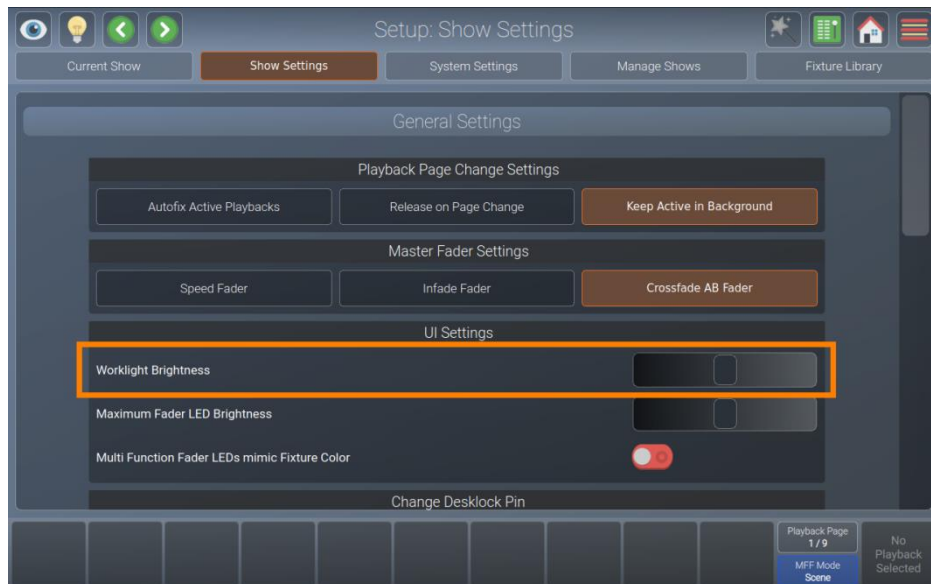 Setup: Show Settings
Current Show
Show Settings
System Settings
Manage Shows
Fixture Library
General Settings
Playback Page Change Settings
Autofix Active Playbacks
Release on Page Change
Keep Active in Background
Master Fader Settings
Speed Fader
Infade Fader
Crossfade AB Fader
UI Settings
Worklight Brightness
Maximum Fader LED Brightness
Multi Function Fader LEDs mimic Fixture Color
Change Desklock Pin
Playback Page
1 / 9
MFF Mode
Scene
No
Playback
Selected